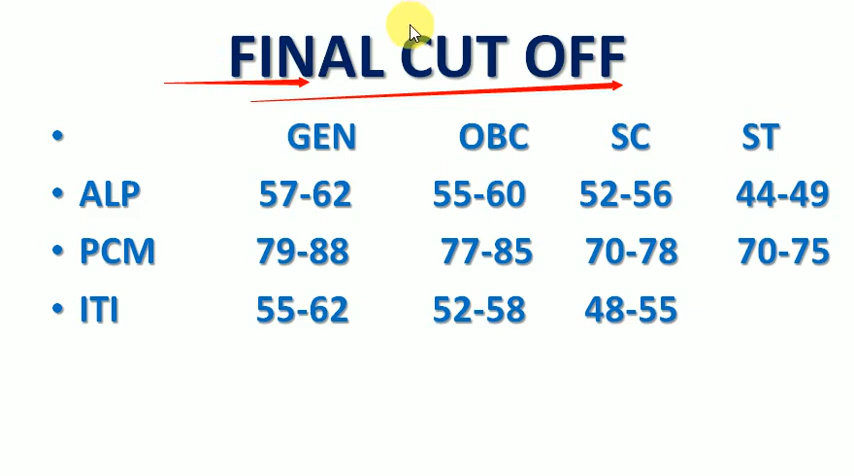 FINAL CUT OFF
• GEN OBC SC ST
• ALP 57-62 55-60 52-56 44-49
• PCM 79-88 77-85 70-78 70-75
• ITI 55-62 52-58 48-55